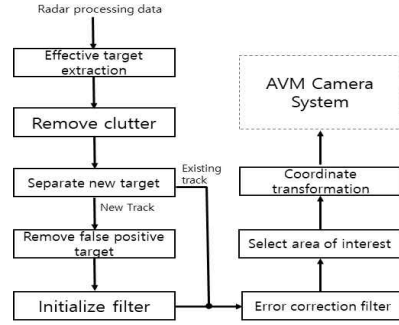 Radar processing data
Effective target
extraction
Remove clutter
Separate new target
Existing
track
New Track
Remove false positive
target
Initialize filter
AVM Camera
System
Coordinate
transformation
Select area of interest
Error correction filter